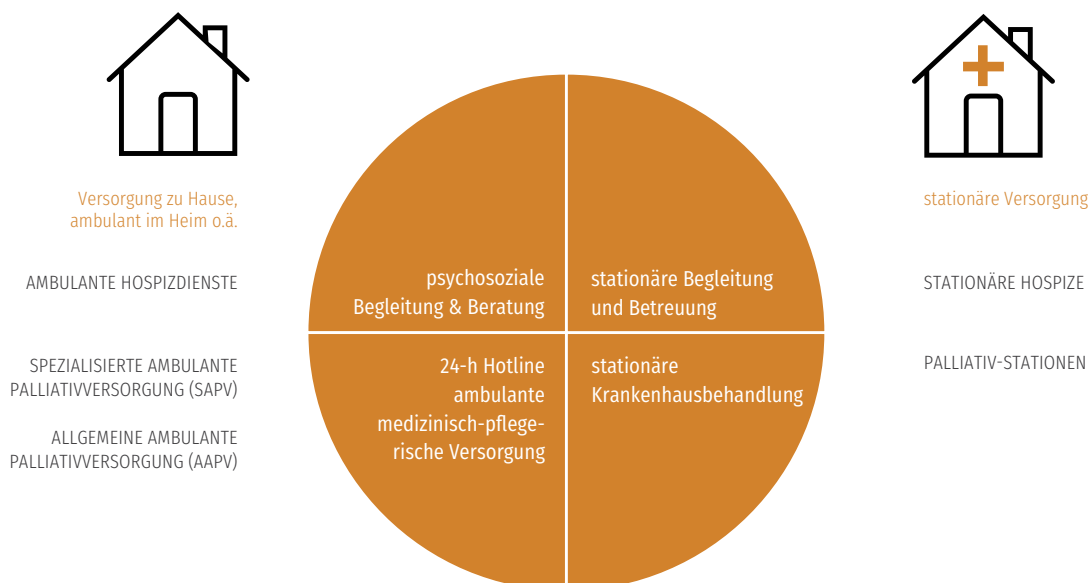 Versorgung zu Hause,
ambulant im Heim o.ä.
AMBULANTE HOSPIZDIENSTE
SPEZIALISIERTE AMBULANTE
PALLIATIVVERSORGUNG (SAPV)
ALLGEMEINE AMBULANTE
PALLIATIVVERSORGUNG (AAPV)
psychosoziale
Begleitung & Beratung
stationäre Begleitung
und Betreuung
24-h Hotline
ambulante
medizinisch-pflege-
rische Versorgung
stationäre
Krankenhausbehandlung
stationäre Versorgung
STATIONÄRE HOSPIZE
PALLIATIV-STATIONEN